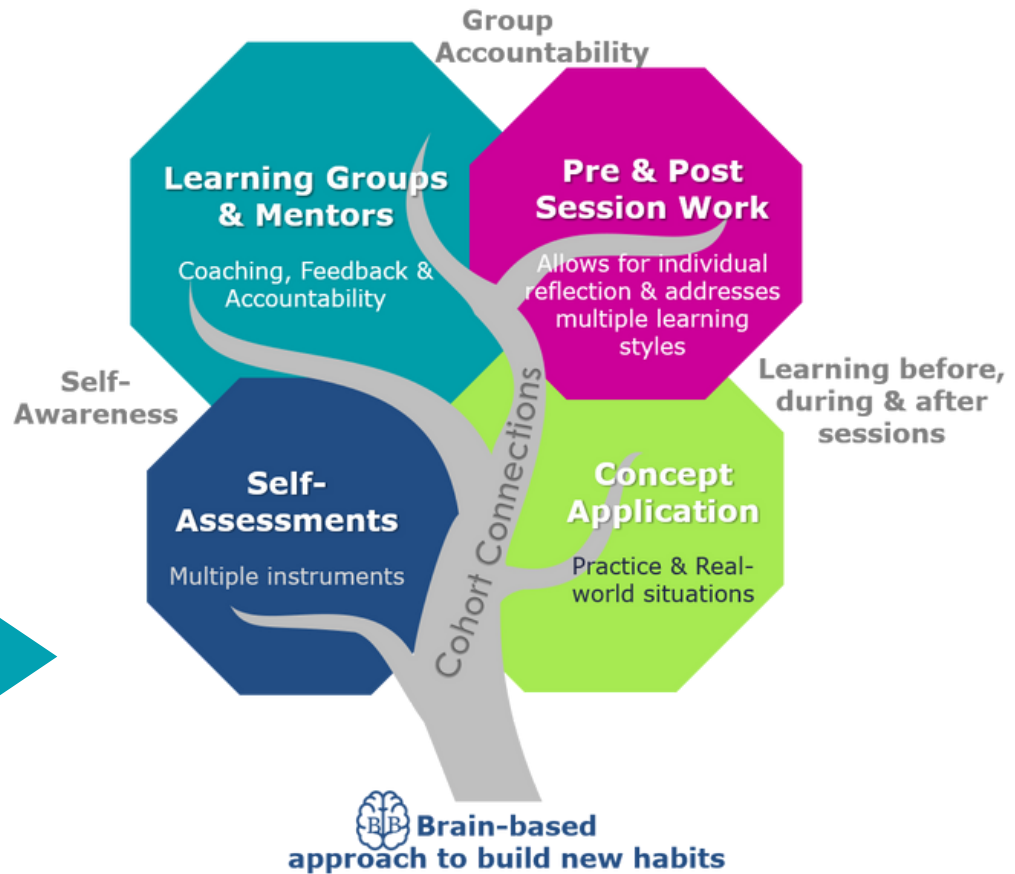 Group
Accountability
Learning Groups
& Mentors
Coaching, Feedback &
Accountability
Pre & Post
Session Work
Allows for individual
reflection & addresses
multiple learning
styles
Self-
Awareness
Learning before,
during & after
sessions
Self-
Assessments
Multiple instruments
Cohort Connections
Concept
Application
Practice & Real-
world situations
BB
Brain-based
approach to build new habits